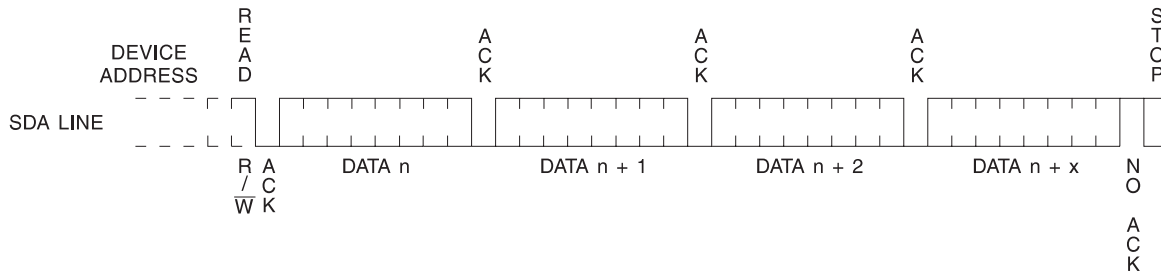 READ
ACK
ACK
ACK
STOP
DEVICE
ADDRESS
SDA LINE
R/W
ACK
DATA n
DATA n + 1
DATA n + 2
DATA n + x
NO ACK